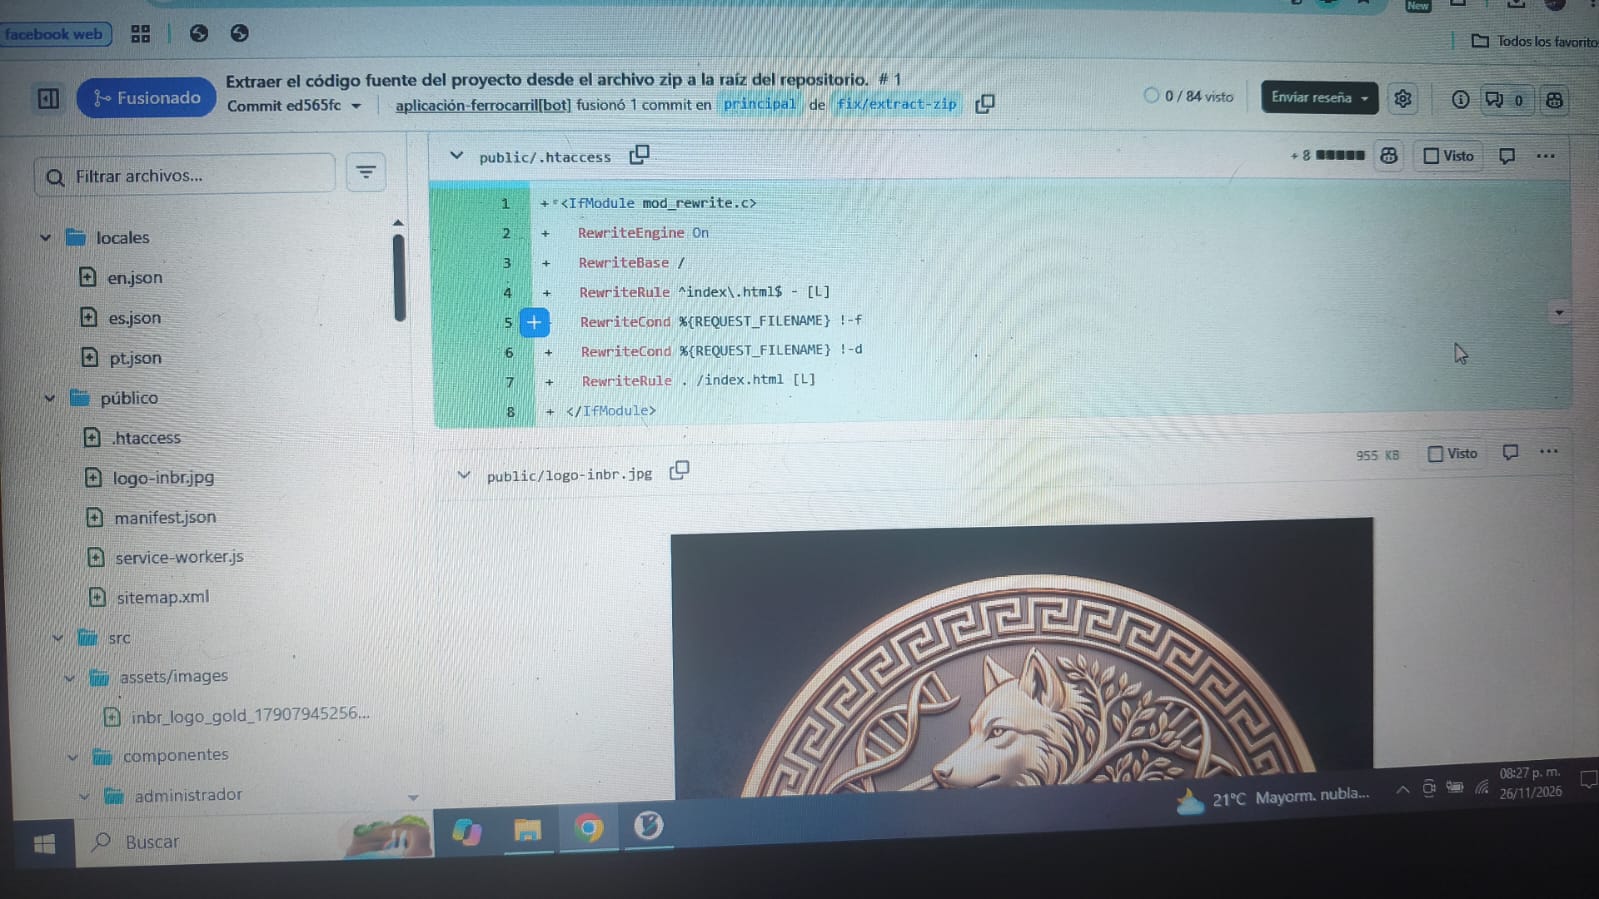 facebook web
New
Todos los favorito
Fusionado
Extraer el código fuente del proyecto desde el archivo zip a la raíz del repositorio. # 1
Commit ed565fc
aplicación-ferrocarril[bot] fusionó 1 commit en principal de fix/extract-zip
0 / 84 visto
Enviar reseña
0
Filtrar archivos...
locales
en.json
es.json
pt.json
público
.htaccess
logo-inbr.jpg
manifest.json
service-worker.js
sitemap.xml
src
assets/images
inbr_logo_gold_17907945256...
componentes
administrador
public/.htaccess
+ 8
Visto
1 + <IfModule mod_rewrite.c>
2 + RewriteEngine On
3 + RewriteBase /
4 + RewriteRule ^index\.html$ - [L]
5 + RewriteCond %{REQUEST_FILENAME} !-f
6 + RewriteCond %{REQUEST_FILENAME} !-d
7 + RewriteRule . /index.html [L]
8 + </IfModule>
public/logo-inbr.jpg
955 KB
Visto
Buscar
21°C Mayorm. nubla...
08:27 p. m.
26/11/2026